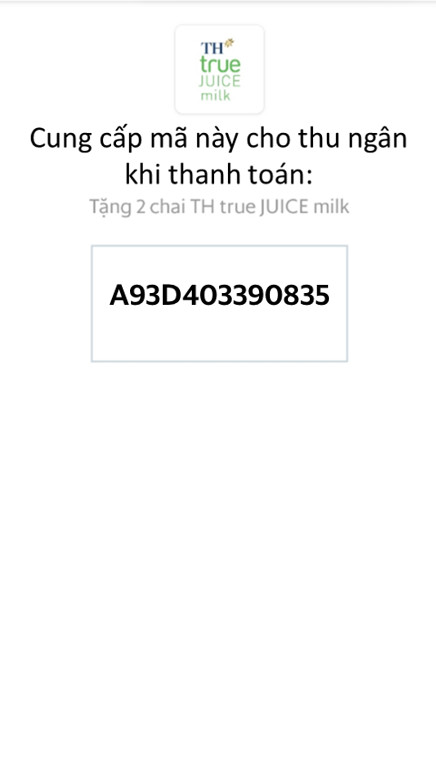 TH
true
JUICE
milk
Cung cấp mã này cho thu ngân
khi thanh toán:
Tặng 2 chai TH true JUICE milk
A93D403390835